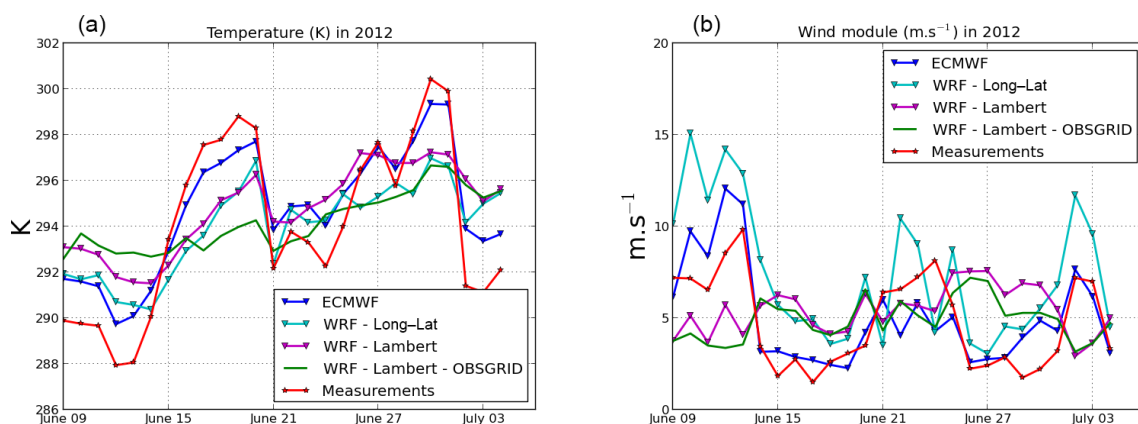 (a)
Temperature (K) in 2012
302
300
298
296
294
292
290
288
286
K
ECMWF
WRF - Long–Lat
WRF - Lambert
WRF - Lambert - OBSGRID
Measurements
June 09
June 15
June 21
June 27
July 03
(b)
Wind module (m.s⁻¹) in 2012
20
15
10
5
0
m.s⁻¹
ECMWF
WRF - Long–Lat
WRF - Lambert
WRF - Lambert - OBSGRID
Measurements
June 09
June 15
June 21
June 27
July 03